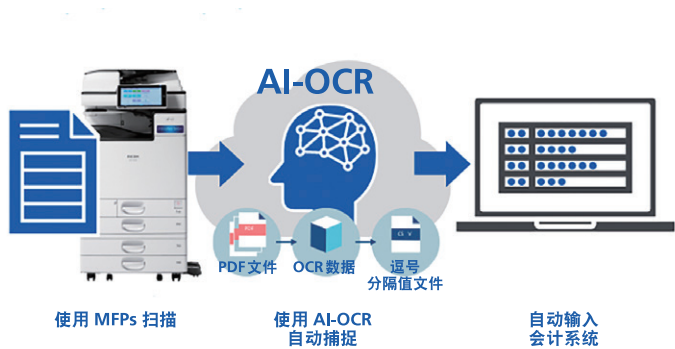 AI-OCR
RICOH
PDF
CS V
PDF文件
OCR数据
逗号
分隔值文件
使用 MFPs 扫描
使用 AI-OCR
自动捕捉
自动输入
会计系统